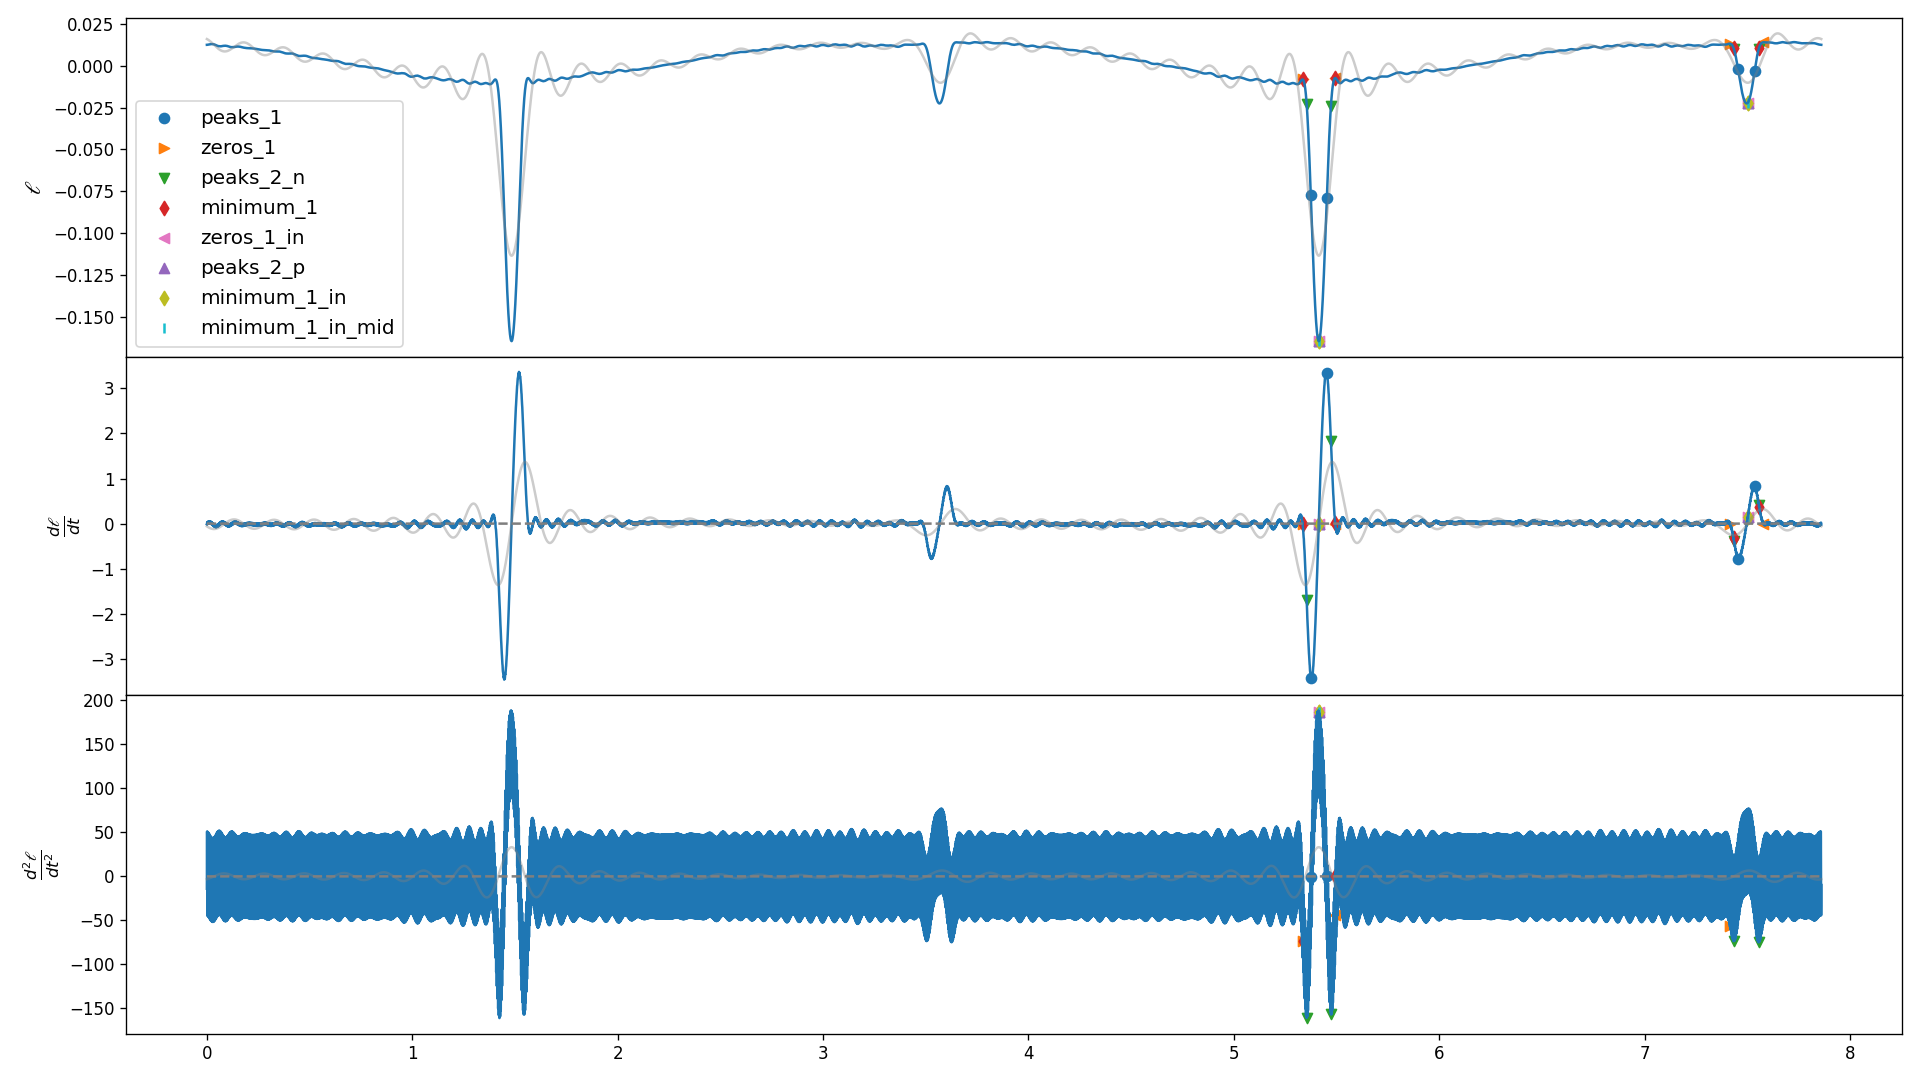 0.025
0.000
−0.025
−0.050
−0.075
−0.100
−0.125
−0.150
ℓ
peaks_1
zeros_1
peaks_2_n
minimum_1
zeros_1_in
peaks_2_p
minimum_1_in
minimum_1_in_mid
3
2
1
0
−1
−2
−3
dℓ
dt
200
150
100
50
0
−50
−100
−150
d²ℓ
dt²
0 1 2 3 4 5 6 7 8